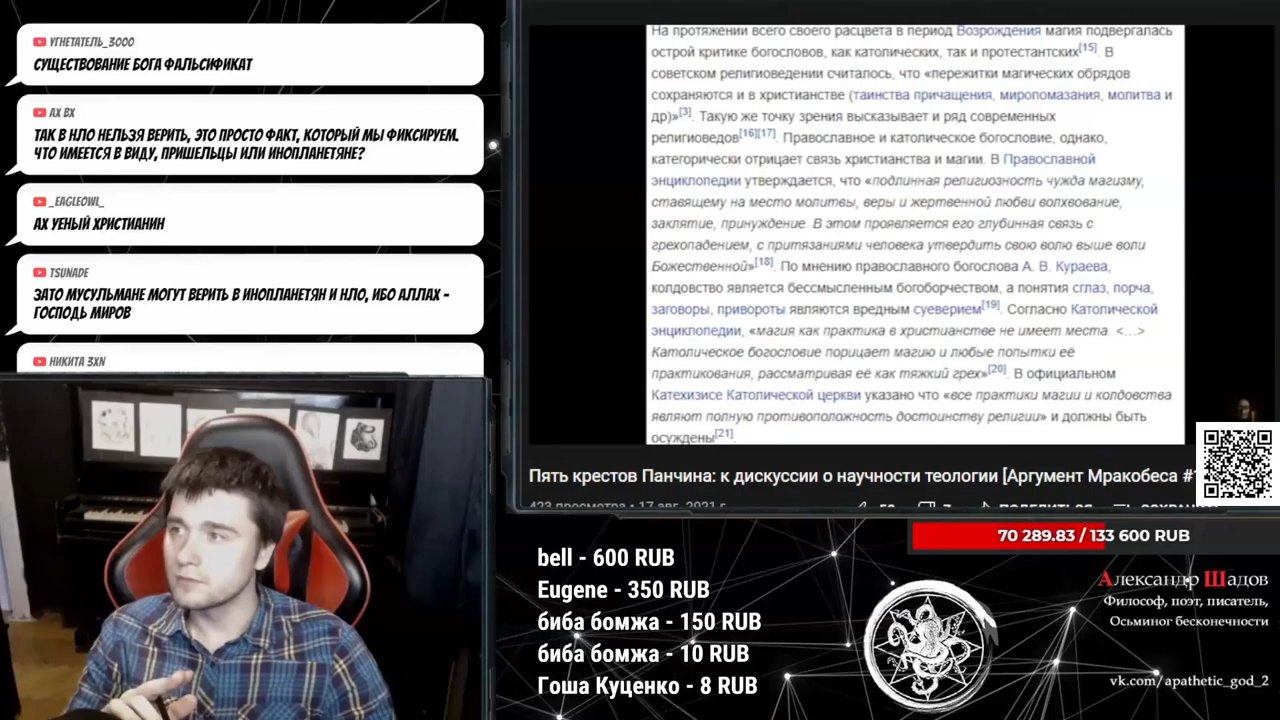 УГНЕТАТЕЛЬ_3000
СУЩЕСТВОВАНИЕ БОГА ФАЛЬСИФИКАТ
АХ ВХ
ТАК В НЛО НЕЛЬЗЯ ВЕРИТЬ, ЭТО ПРОСТО ФАКТ, КОТОРЫЙ МЫ ФИКСИРУЕМ.
ЧТО ИМЕЕТСЯ В ВИДУ, ПРИШЕЛЬЦЫ ИЛИ ИНОПЛАНЕТЯНЕ?
_EAGLEOWL_
АХ УЕНЫЙ ХРИСТИАНИН
TSUNADE
ЗАТО МУСУЛЬМАНЕ МОГУТ ВЕРИТЬ В ИНОПЛАНЕТЯН И НЛО, ИБО АЛЛАХ -
ГОСПОДЬ МИРОВ
НИКИТА ЗХN
На протяжении всего своего расцвета в период Возрождения магия подвергалась
острой критике богословов, как католических, так и протестантских[15]. В
советском религиоведении считалось, что «пережитки магических обрядов
сохраняются и в христианстве (таинства причащения, миропомазания, молитва и
др)»[3]. Такую же точку зрения высказывает и ряд современных
религиоведов[16][17]. Православное и католическое богословие, однако,
категорически отрицает связь христианства и магии. В Православной
энциклопедии утверждается, что «подлинная религиозность чужда магизму,
ставящему на место молитвы, веры и жертвенной любви волхвование,
заклятие, принуждение. В этом проявляется его глубинная связь с
грехопадением, с притязаниями человека утвердить свою волю выше воли
Божественной»[18]. По мнению православного богослова А. В. Кураева,
колдовство является бессмысленным богоборчеством, а понятия сглаз, порча,
заговоры, привороты являются вредным суеверием[19]. Согласно Католической
энциклопедии, «магия как практика в христианстве не имеет места. <...>
Католическое богословие порицает магию и любые попытки её
практикования, рассматривая её как тяжкий грех»[20]. В официальном
Катехизисе Католической церкви указано что «все практики магии и колдовства
являют полную противоположность достоинству религии» и должны быть
осуждены[21]
Пять крестов Панчина: к дискуссии о научности теологии [Аргумент Мракобеса #
423 просмотра • 17 авг. 2021 г.
ПОДЕЛИТЬСЯ
70 289.83 / 133 600 RUB
bell - 600 RUB
Eugene - 350 RUB
биба бомжа - 150 RUB
биба бомжа - 10 RUB
Гоша Куценко - 8 RUB
Александр Шадов
Философ, поэт, писатель,
Осьминог бесконечности
vk.com/apathetic_god_2